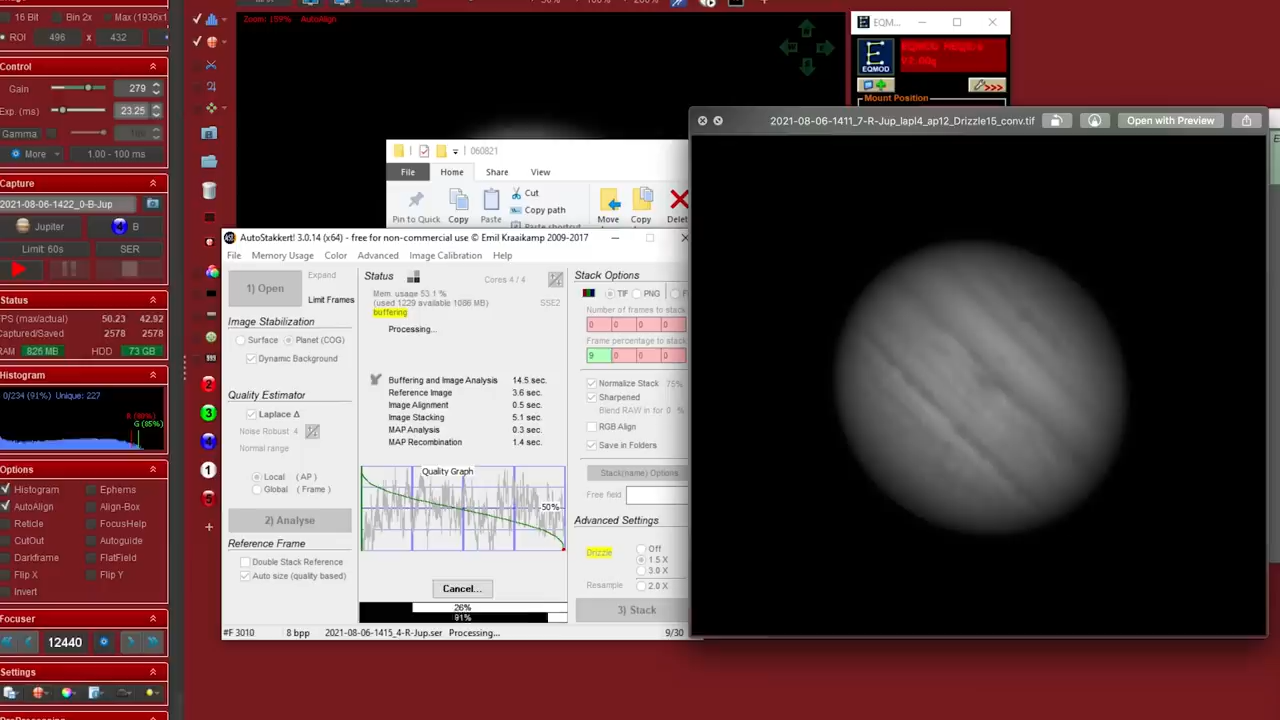 16 Bit Bin 2x Max (1936x1
ROI 496 x 432
Control
Gain 279
Exp. (ms) 23.25
Gamma
More 1.00 - 100 ms
Capture
2021-08-06-1422_0-B-Jup
Jupiter B
Limit: 60s SER
Status
FPS (max/actual) 50.23 42.92
Captured/Saved 2578 2578
RAM 826 MB HDD 73 GB
Histogram
0/234 (91%) Unique: 227
R (80%)
G (85%)
Options
Histogram Ephems
AutoAlign Align-Box
Reticle FocusHelp
CutOut Autoguide
Darkframe FlatField
Flip X Flip Y
Invert
Focuser
12440
Settings
Zoom: 159% AutoAlign
2
3
4
1
EQM...
EQMOD
Mount Position
060821
File Home Share View
Pin to Quick Copy Paste Cut
Copy path
Paste shortcut
Move Copy Delet
AutoStakkert! 3.0.14 (x64) - free for non-commercial use © Emil Kraaikamp 2009-2017
File Memory Usage Color Advanced Image Calibration Help
1) Open
Expand
Limit Frames
Image Stabilization
Surface Planet (COG)
Dynamic Background
Quality Estimator
Laplace Δ
Noise Robust 4
Normal range
Local (AP)
Global (Frame)
2) Analyse
Reference Frame
Double Stack Reference
Auto size (quality based)
Status Cores 4 / 4
Mem. usage 53.1 %
(used 1229 available 1086 MB) SSE2
buffering
Processing...
Buffering and Image Analysis 14.5 sec.
Reference Image 3.6 sec.
Image Alignment 0.5 sec.
Image Stacking 5.1 sec.
MAP Analysis 0.3 sec.
MAP Recombination 1.4 sec.
Quality Graph
50%
Cancel...
26%
91%
Stack Options
TIF PNG F
Number of frames to stack
0 0 0 0
Frame percentage to stack
9 0 0 0
Normalize Stack 75%
Sharpened
Blend RAW in for 0 %
RGB Align
Save in Folders
Stack(name) Options
Free field
Advanced Settings
Drizzle Off
1.5 X
3.0 X
Resample 2.0 X
3) Stack
#F 3010 8 bpp 2021-08-06-1415_4-R-Jup.ser Processing... 9/30
2021-08-06-1411_7-R-Jup_lapl4_ap12_Drizzle15_conv.tif Open with Preview